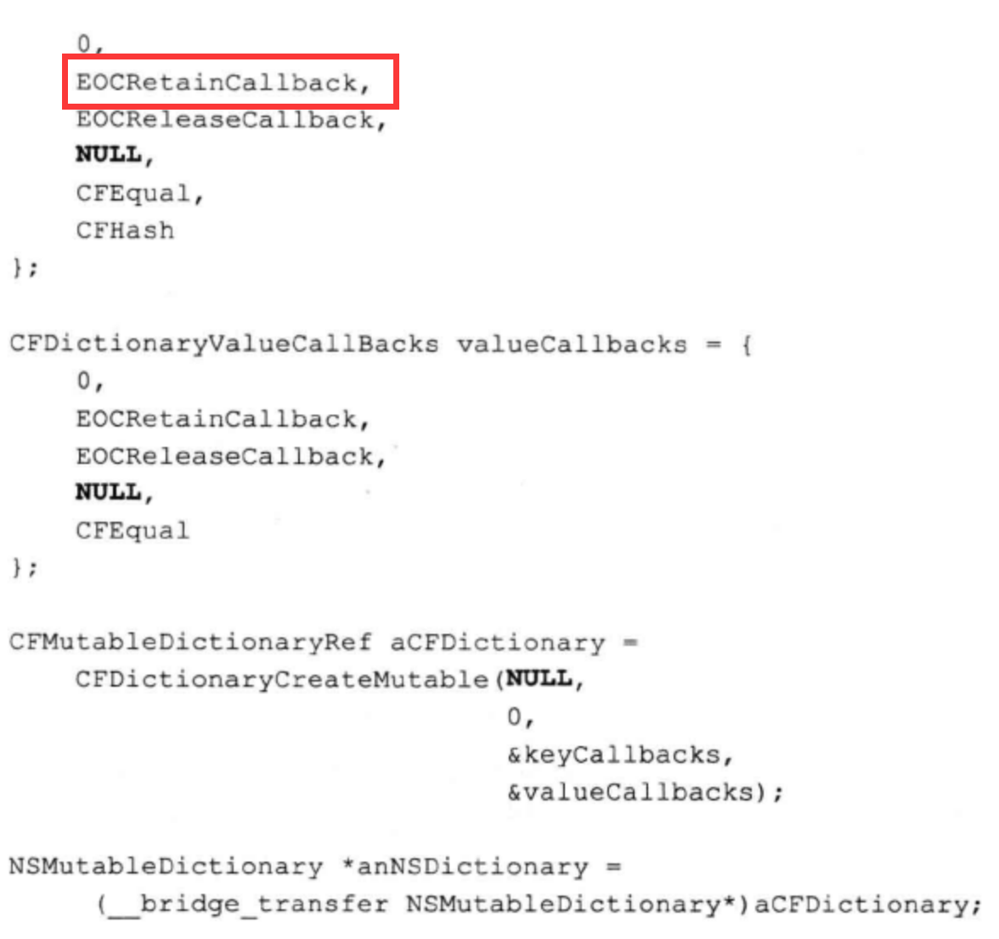 0,
EOCRetainCallback,
EOCReleaseCallback,
NULL,
CFEqual,
CFHash
};
CFDictionaryValueCallBacks valueCallbacks = {
0,
EOCRetainCallback,
EOCReleaseCallback,
NULL,
CFEqual
};
CFMutableDictionaryRef aCFDictionary =
CFDictionaryCreateMutable(NULL,
0,
&keyCallbacks,
&valueCallbacks);
NSMutableDictionary *anNSDictionary =
(__bridge_transfer NSMutableDictionary*)aCFDictionary;